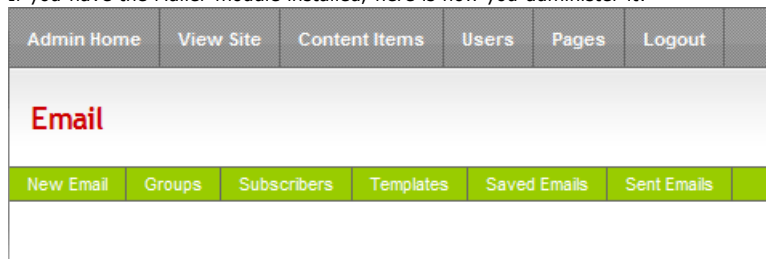 If you have the Mailer module installed, here is how you administer it:
Admin Home View Site Content Items Users Pages Logout
Email
New Email Groups Subscribers Templates Saved Emails Sent Emails